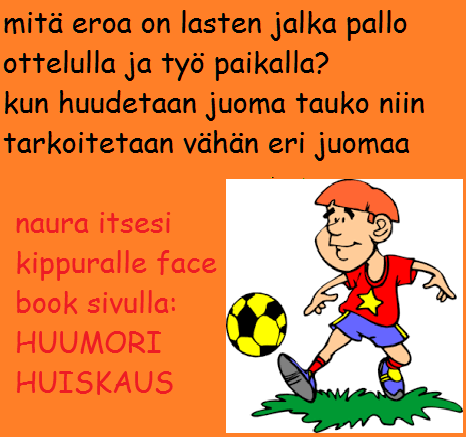 mitä eroa on lasten jalka pallo
ottelulla ja työ paikalla?
kun huudetaan juoma tauko niin
tarkoitetaan vähän eri juomaa
naura itsesi
kippuralle face
book sivulla:
HUUMORI
HUISKAUS